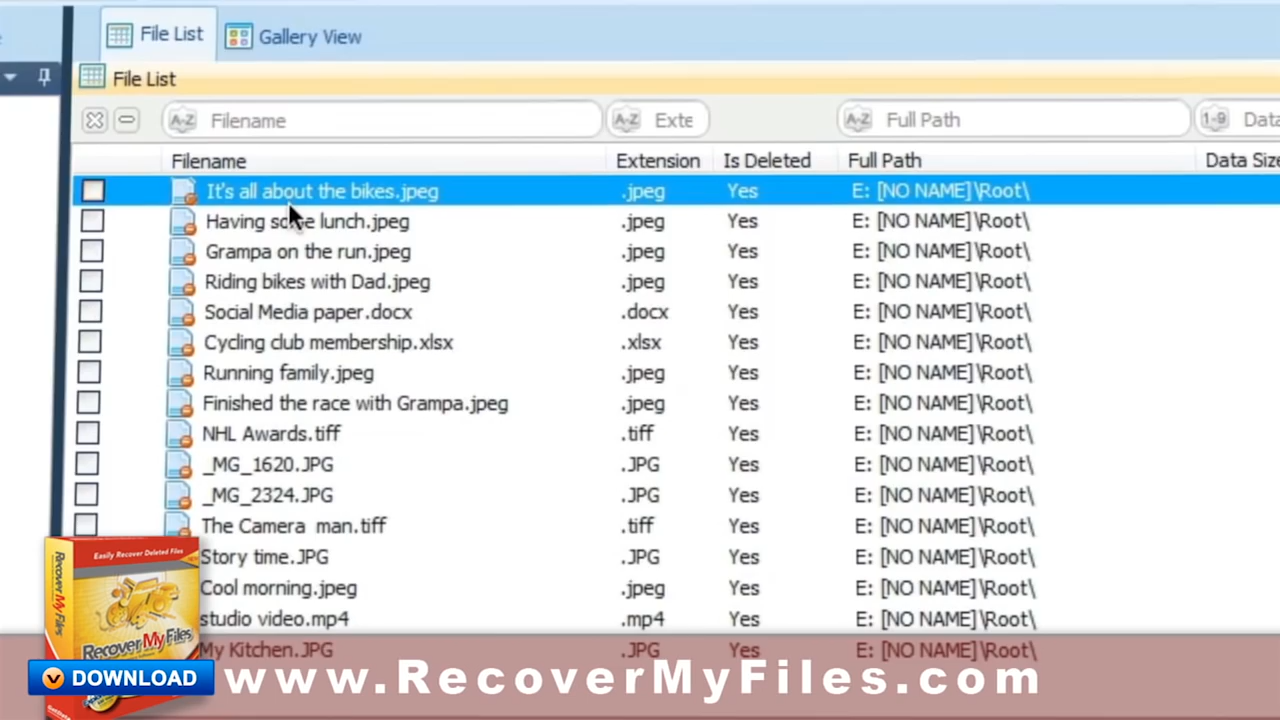 File List
Gallery View
File List
Filename Exte Full Path Data
Filename Extension Is Deleted Full Path Data Size
It's all about the bikes.jpeg .jpeg Yes E: [NO NAME]\Root\
Having some lunch.jpeg .jpeg Yes E: [NO NAME]\Root\
Grampa on the run.jpeg .jpeg Yes E: [NO NAME]\Root\
Riding bikes with Dad.jpeg .jpeg Yes E: [NO NAME]\Root\
Social Media paper.docx .docx Yes E: [NO NAME]\Root\
Cycling club membership.xlsx .xlsx Yes E: [NO NAME]\Root\
Running family.jpeg .jpeg Yes E: [NO NAME]\Root\
Finished the race with Grampa.jpeg .jpeg Yes E: [NO NAME]\Root\
NHL Awards.tiff .tiff Yes E: [NO NAME]\Root\
_MG_1620.JPG .JPG Yes E: [NO NAME]\Root\
_MG_2324.JPG .JPG Yes E: [NO NAME]\Root\
The Camera man.tiff .tiff Yes E: [NO NAME]\Root\
Story time.JPG .JPG Yes E: [NO NAME]\Root\
Cool morning.jpeg .jpeg Yes E: [NO NAME]\Root\
studio video.mp4 .mp4 Yes E: [NO NAME]\Root\
My Kitchen.JPG .JPG Yes E: [NO NAME]\Root\
Easily Recover Deleted Files
Recover My Files
Recover My Files
DOWNLOAD
www.RecoverMyFiles.com